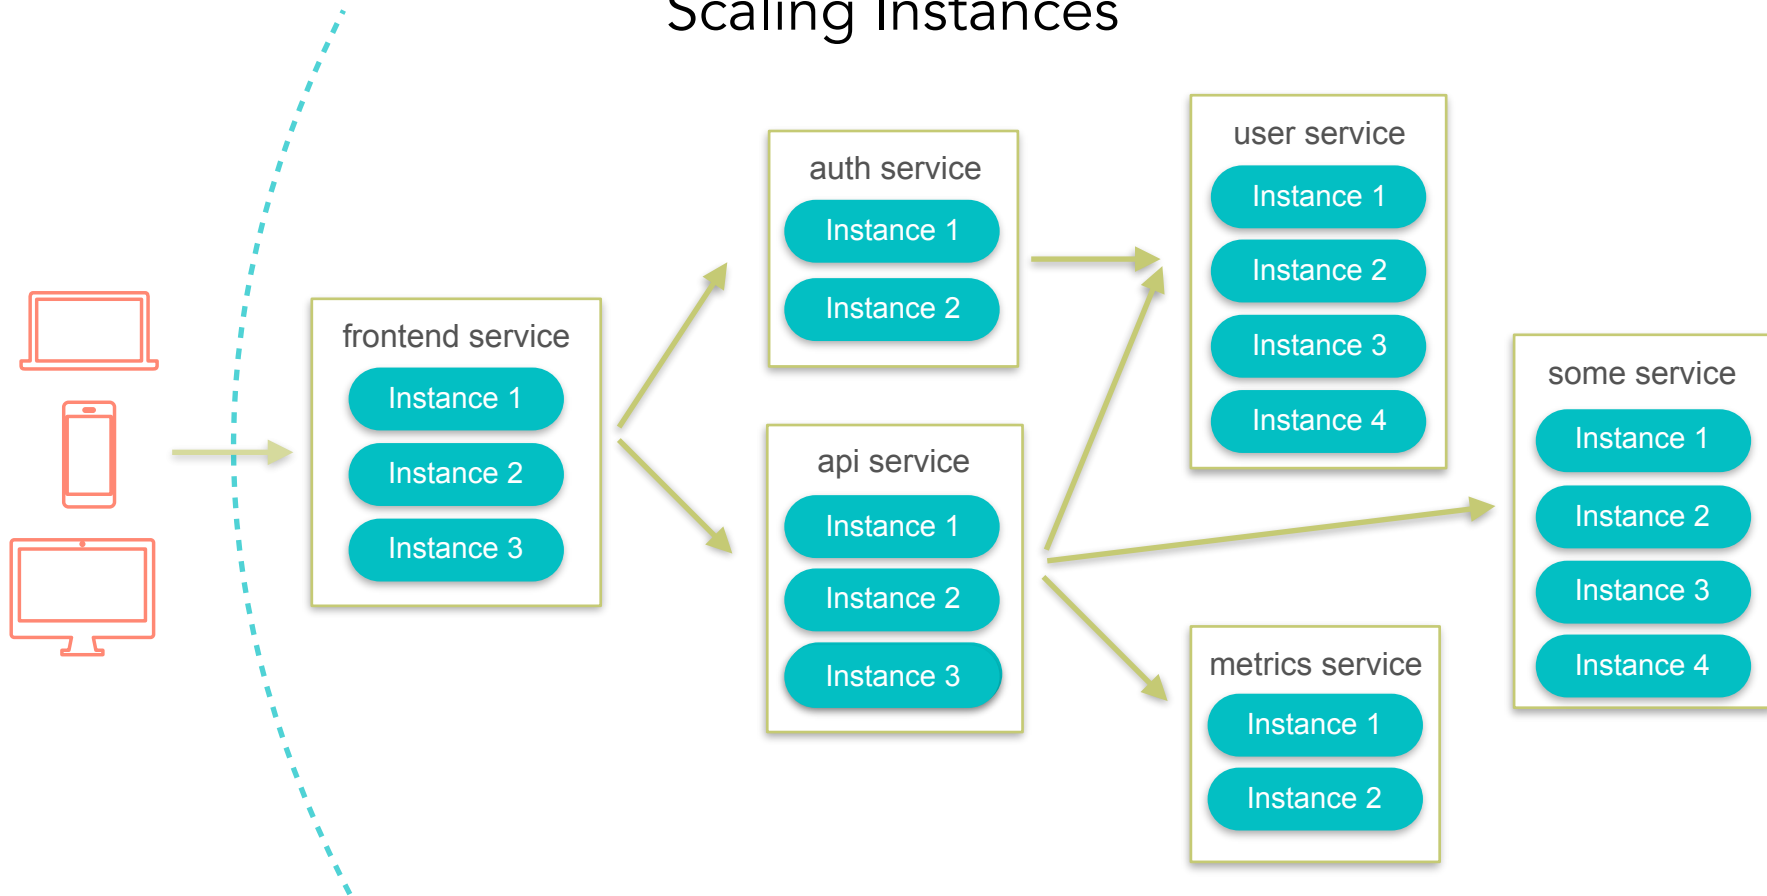 Scaling Instances
frontend service
Instance 1
Instance 2
Instance 3
auth service
Instance 1
Instance 2
api service
Instance 1
Instance 2
Instance 3
user service
Instance 1
Instance 2
Instance 3
Instance 4
metrics service
Instance 1
Instance 2
some service
Instance 1
Instance 2
Instance 3
Instance 4